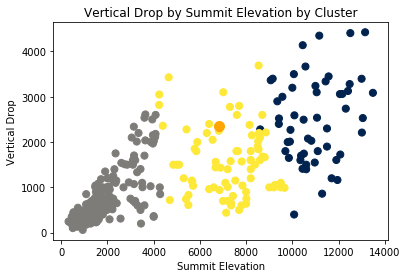 Vertical Drop by Summit Elevation by Cluster
Vertical Drop
4000
3000
2000
1000
0
0 2000 4000 6000 8000 10000 12000 14000
Summit Elevation